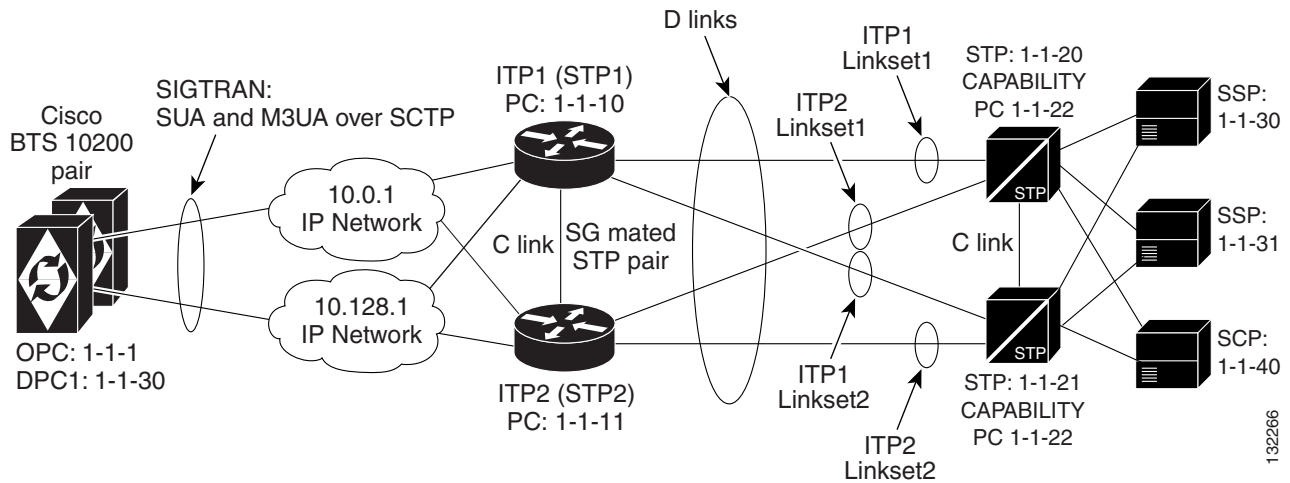 D links
ITP1
Linkset1
STP: 1-1-20
CAPABILITY
PC 1-1-22
ITP1 (STP1)
PC: 1-1-10
SIGTRAN:
SUA and M3UA over SCTP
ITP2
Linkset1
SSP:
1-1-30
Cisco
BTS 10200
pair
10.0.1
IP Network
STP
C link
SG mated
STP pair
C link
SSP:
1-1-31
10.128.1
IP Network
STP
SCP:
1-1-40
OPC: 1-1-1
DPC1: 1-1-30
ITP2 (STP2)
PC: 1-1-11
ITP1
Linkset2
STP: 1-1-21
CAPABILITY
PC 1-1-22
ITP2
Linkset2
132266